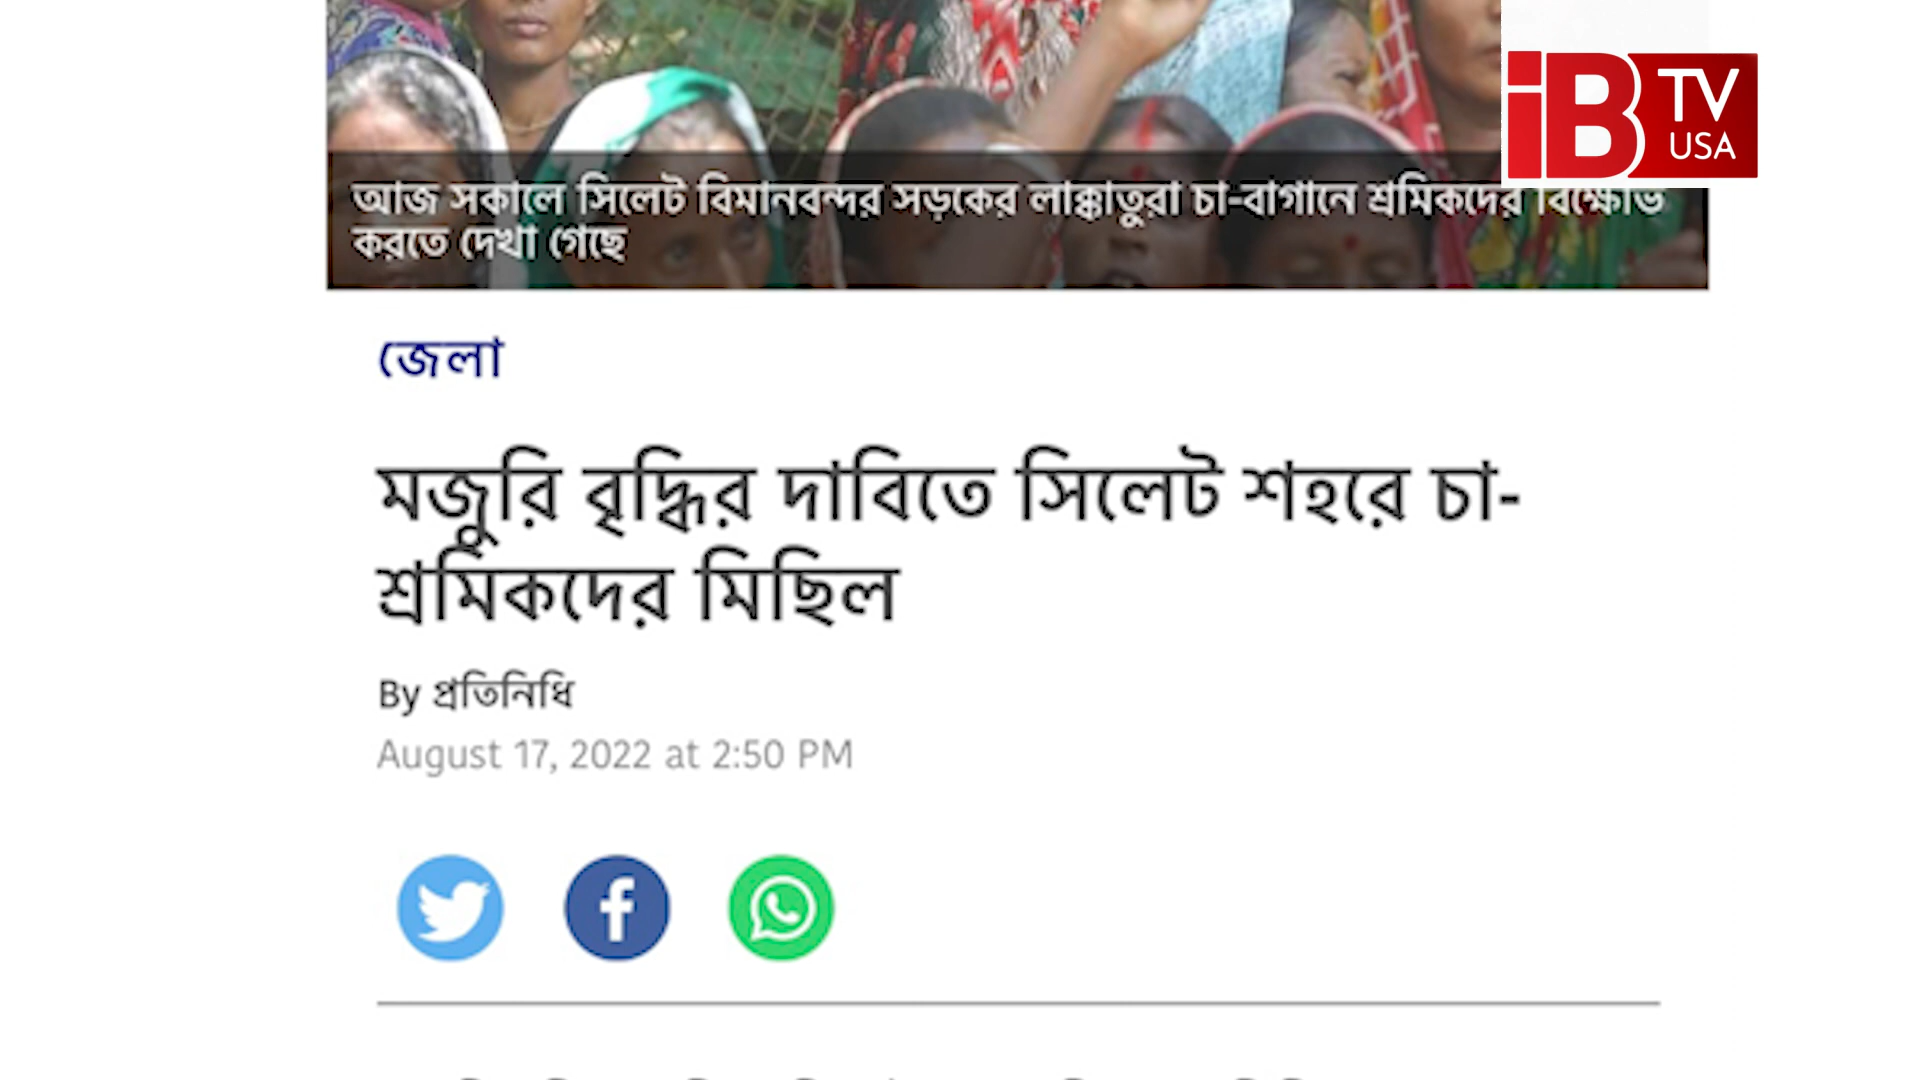 iB TV
USA
আজ সকালে সিলেট বিমানবন্দর সড়কের লাক্কাতুরা চা-বাগানে শ্রমিকদের বিক্ষোভ
করতে দেখা গেছে
জেলা
মজুরি বৃদ্ধির দাবিতে সিলেট শহরে চা-
শ্রমিকদের মিছিল
By প্রতিনিধি
August 17, 2022 at 2:50 PM